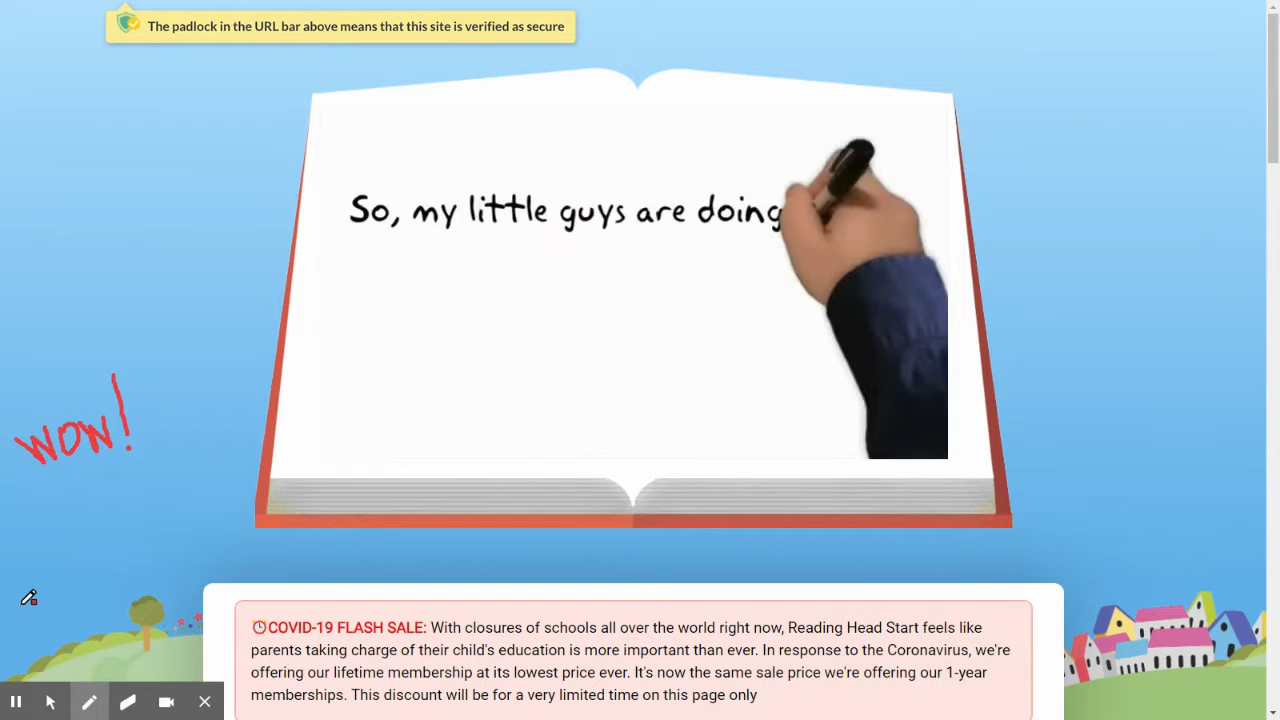 The padlock in the URL bar above means that this site is verified as secure
So, my little guys are doing
wow!
COVID-19 FLASH SALE: With closures of schools all over the world right now, Reading Head Start feels like
parents taking charge of their child's education is more important than ever. In response to the Coronavirus, we're
offering our lifetime membership at its lowest price ever. It's now the same sale price we're offering our 1-year
memberships. This discount will be for a very limited time on this page only